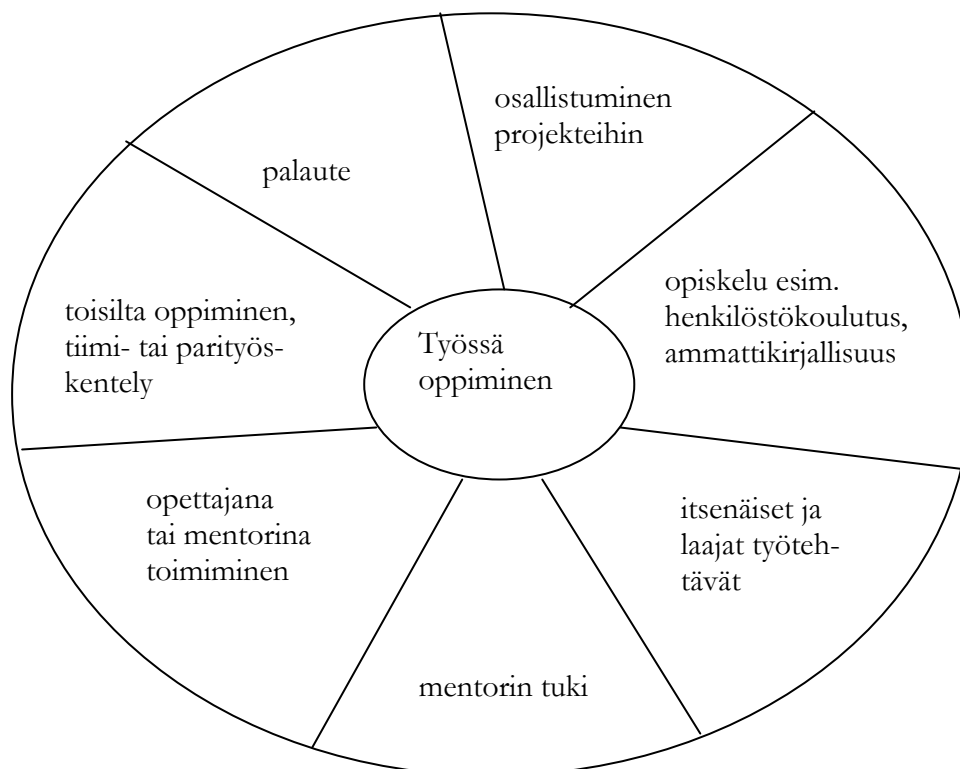 osallistuminen
projekteihin
palaute
opiskelu esim.
henkilöstökoulutus,
ammattikirjallisuus
toisilta oppiminen,
tiimi- tai parityös-
kentely
Työssä
oppiminen
opettajana
tai mentorina
toimiminen
itsenäiset ja
laajat työteh-
tävät
mentorin tuki